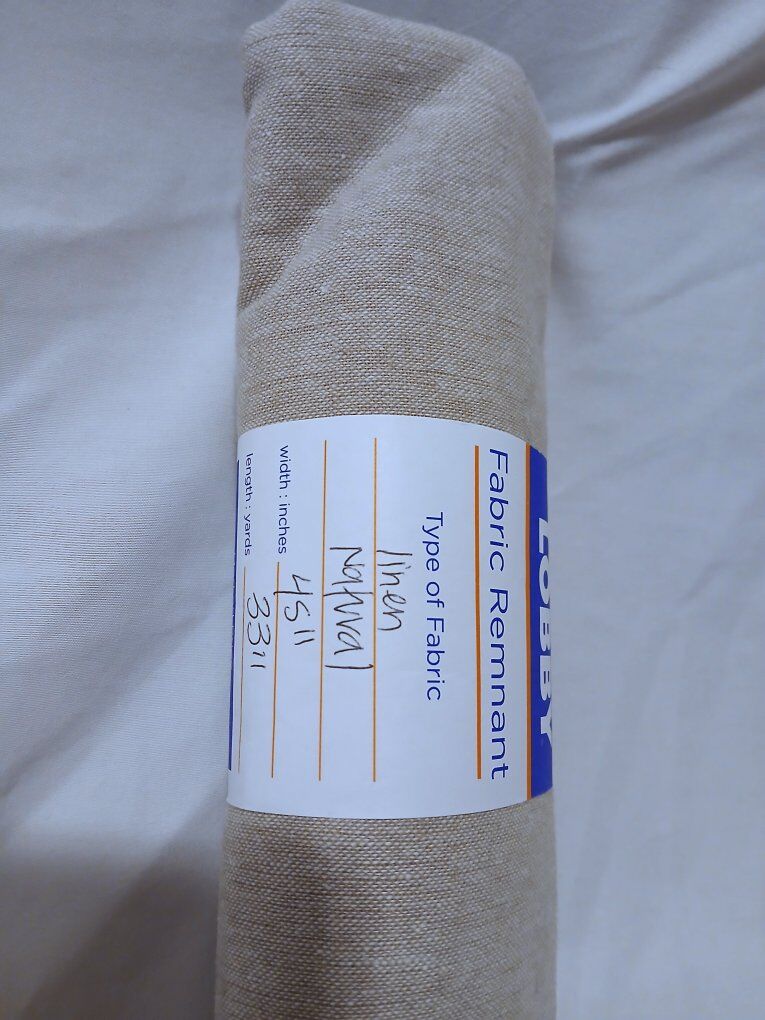 LOBBY
Fabric Remnant
Type of Fabric
linen
Natural
width : inches 45"
length : yards 33"